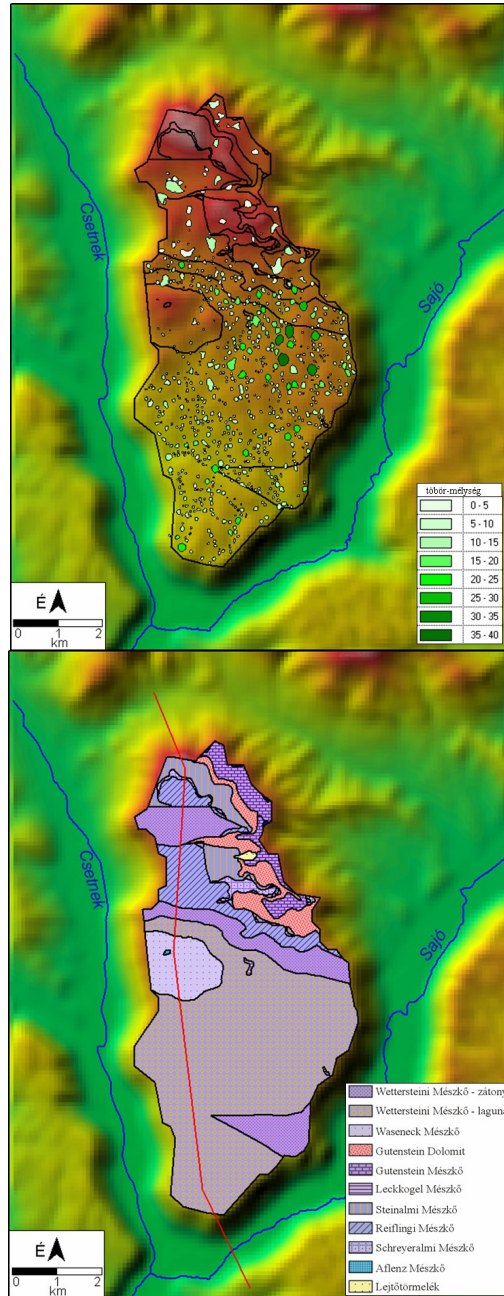 Csetnek
Sajó
többör-mélység
0 - 5
5 - 10
10 - 15
15 - 20
20 - 25
25 - 30
30 - 35
35 - 40
É
0 1 2
km
Csetnek
Sajó
Wettersteini Mészkő - zátony
Wettersteini Mészkő - laguna
Waseneck Mészkő
Gutenstein Dolomit
Gutenstein Mészkő
Leckkogel Mészkő
Steinalmi Mészkő
Reiflingi Mészkő
Schreyeralmi Mészkő
Aflenz Mészkő
Lejtőtörmelék
É
0 1 2
km